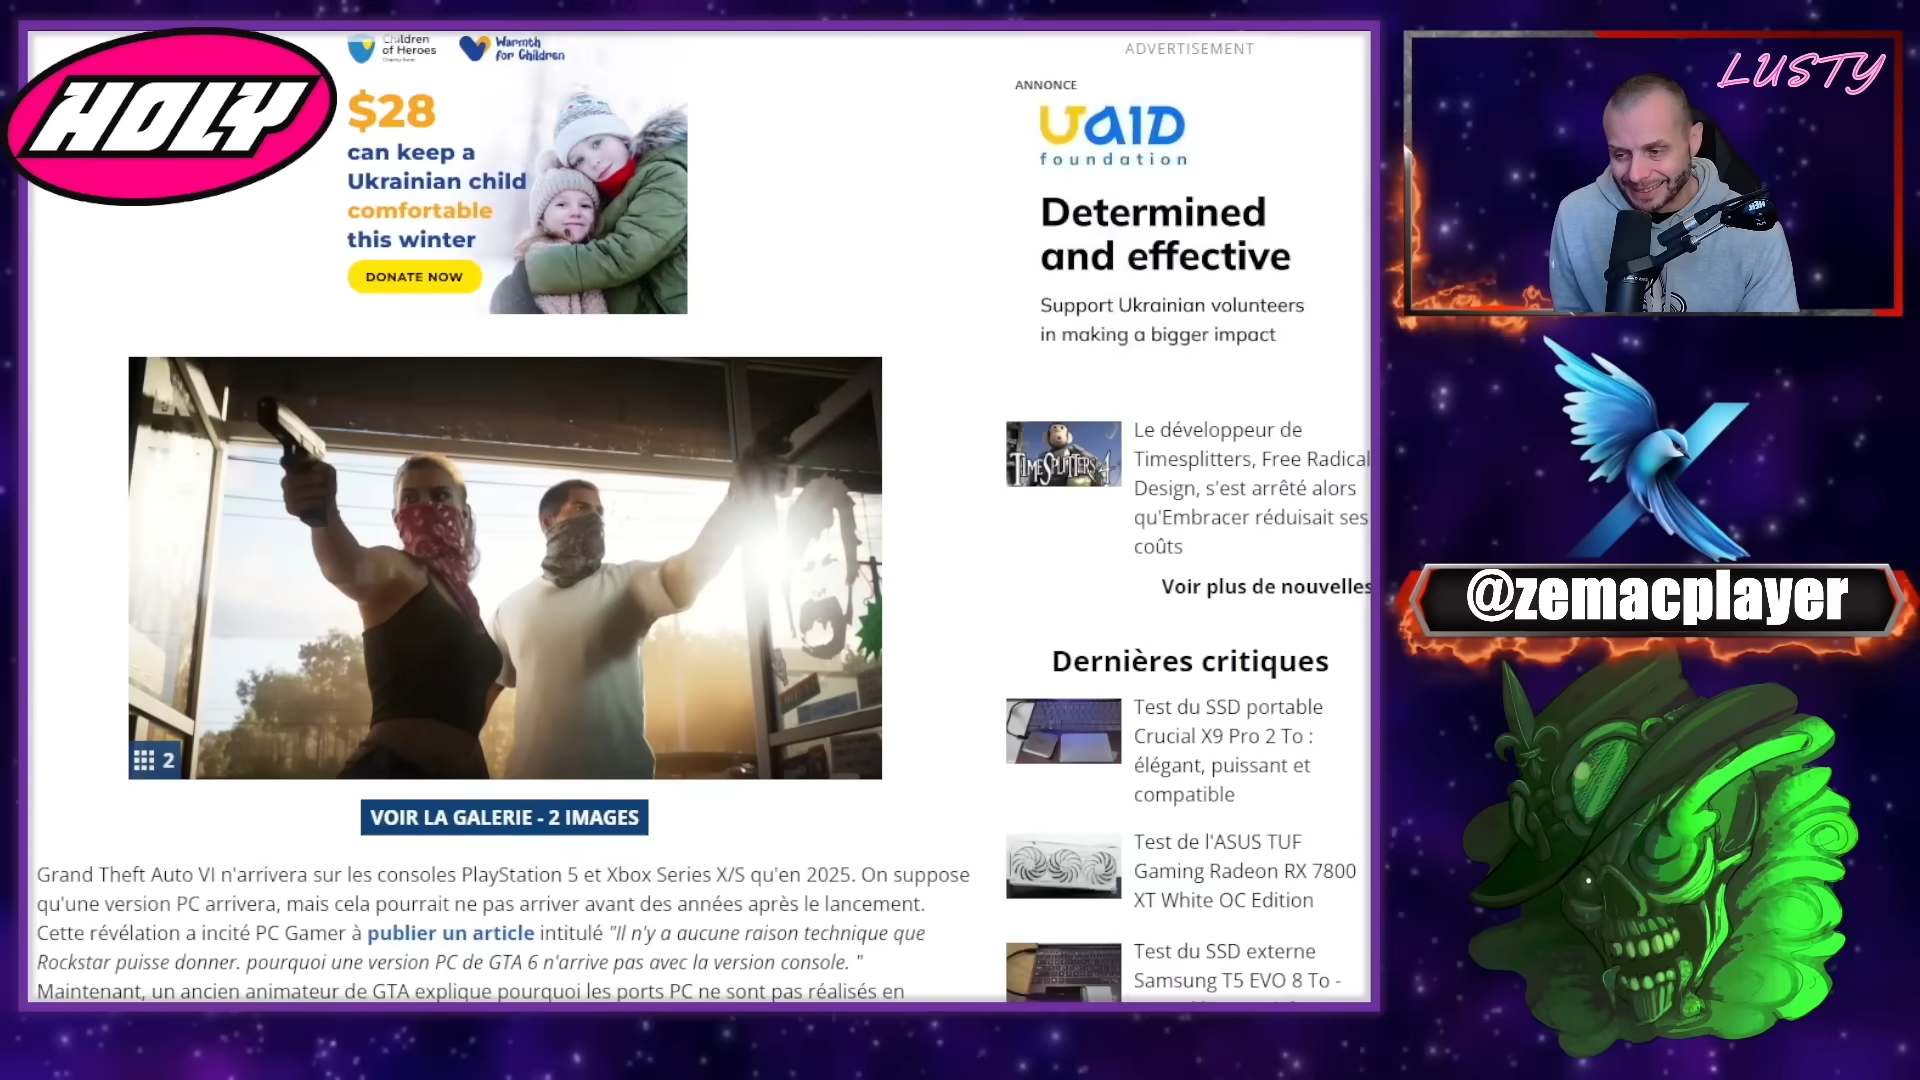 HOLY
Children
of Heroes
Warmth
for Children
$28
can keep a
Ukrainian child
comfortable
this winter
DONATE NOW
ADVERTISEMENT
ANNONCE
UAID
foundation
Determined
and effective
Support Ukrainian volunteers
in making a bigger impact
TIMESPLITTERS 4
Le développeur de
Timesplitters, Free Radical
Design, s'est arrêté alors
qu'Embracer réduisait ses
coûts
Voir plus de nouvelles
Dernières critiques
Test du SSD portable
Crucial X9 Pro 2 To :
élégant, puissant et
compatible
Test de l'ASUS TUF
Gaming Radeon RX 7800
XT White OC Edition
Test du SSD externe
Samsung T5 EVO 8 To -
2
VOIR LA GALERIE - 2 IMAGES
Grand Theft Auto VI n'arrivera sur les consoles PlayStation 5 et Xbox Series X/S qu'en 2025. On suppose
qu'une version PC arrivera, mais cela pourrait ne pas arriver avant des années après le lancement.
Cette révélation a incité PC Gamer à publier un article intitulé "Il n'y a aucune raison technique que
Rockstar puisse donner. pourquoi une version PC de GTA 6 n'arrive pas avec la version console. "
Maintenant, un ancien animateur de GTA explique pourquoi les ports PC ne sont pas réalisés en
LUSTY
@zemacplayer